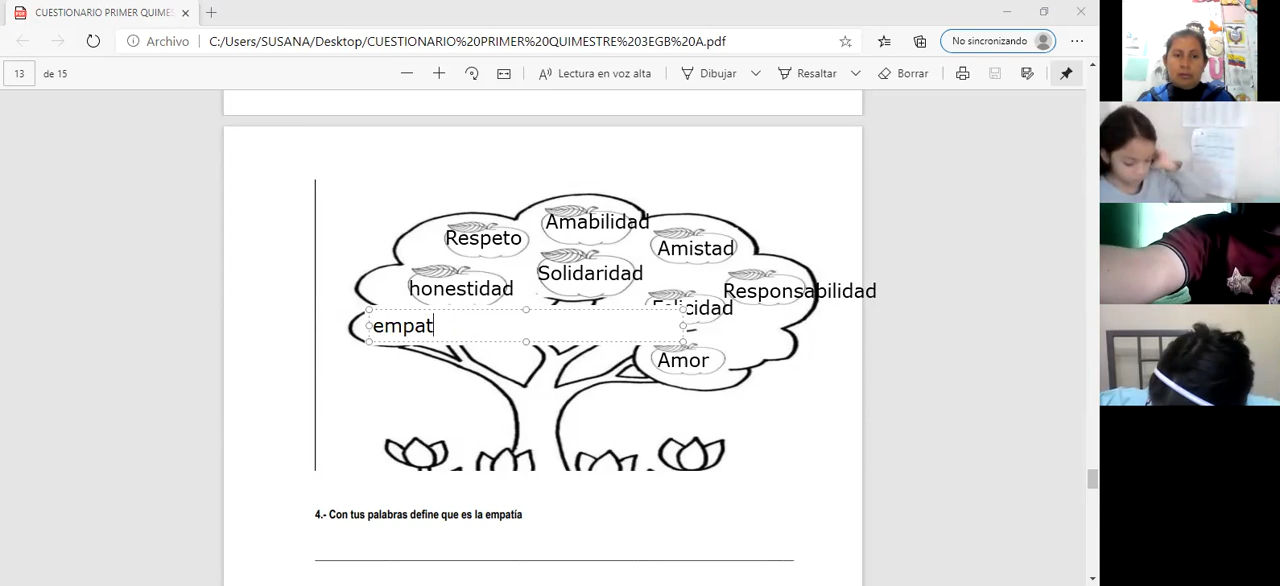 CUESTIONARIO PRIMER QUIMES
Archivo
C:/Users/SUSANA/Desktop/CUESTIONARIO%20PRIMER%20QUIMESTRE%203EGB%20A.pdf
No sincronizando
13 de 15
Lectura en voz alta
Dibujar
Resaltar
Borrar
Amabilidad
Respeto
Amistad
Solidaridad
honestidad
Responsabilidad
Felicidad
empat
Amor
4.- Con tus palabras define que es la empatía